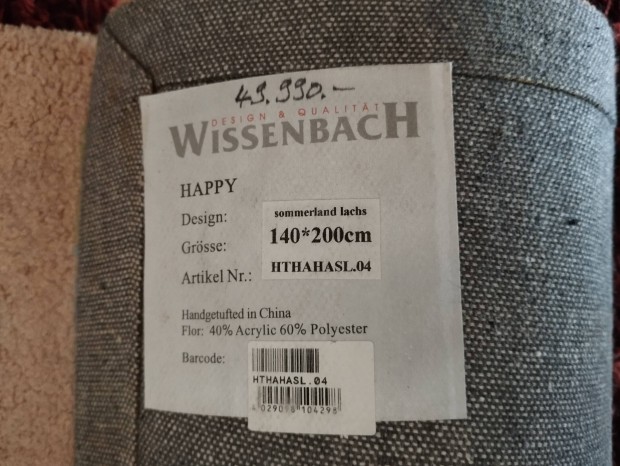 49.990.-
DESIGN & QUALITÄT
WISSENBACH
HAPPY
Design: sommerland lachs
Grösse: 140*200cm
Artikel Nr.: HTHAHASL.04
Handgetufted in China
Flor: 40% Acrylic 60% Polyester
Barcode:
HTHAHASL.04